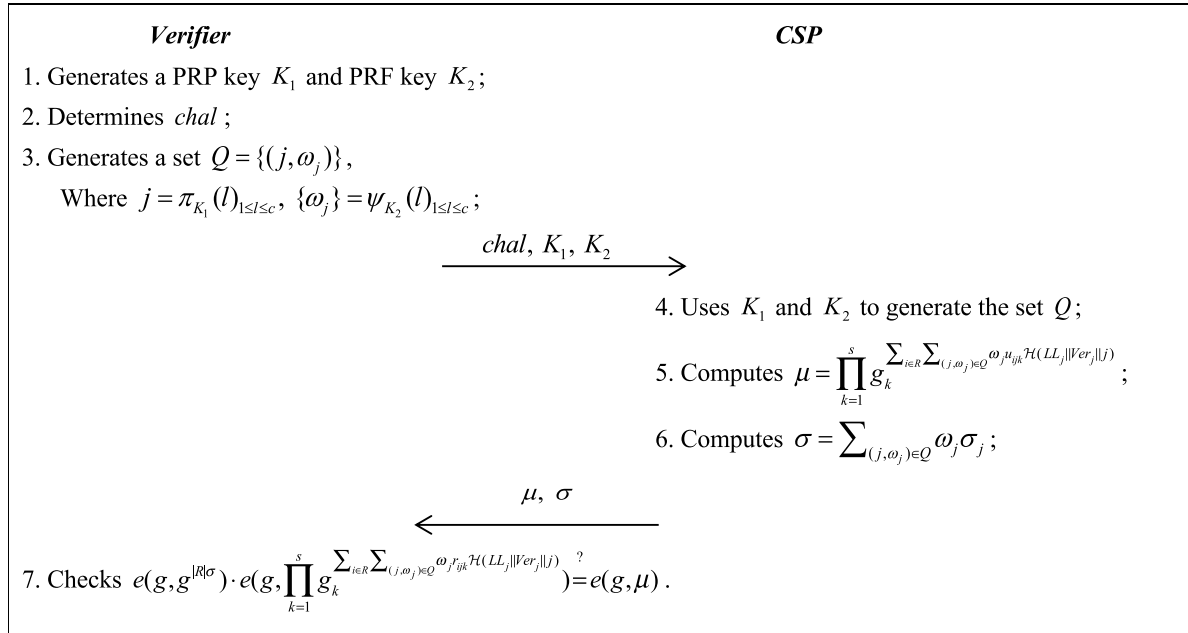 Verifier CSP
1. Generates a PRP key K₁ and PRF key K₂;
2. Determines chal ;
3. Generates a set Q = {(j, ω_j)},
Where j = π_{K₁}(l)_{1≤l≤c}, {ω_j} = ψ_{K₂}(l)_{1≤l≤c};
chal, K₁, K₂
4. Uses K₁ and K₂ to generate the set Q;
5. Computes μ = ∏_{k=1}^{s} g_k^{∑_{i∈R} ∑_{(j,ω_j)∈Q} ω_j u_{ijk} ℋ(LL_j||Ver_j||j)} ;
6. Computes σ = ∑_{(j,ω_j)∈Q} ω_j σ_j ;
μ, σ
7. Checks e(g, g^{|R|σ}) · e(g, ∏_{k=1}^{s} g_k^{∑_{i∈R} ∑_{(j,ω_j)∈Q} ω_j r_{ijk} ℋ(LL_j||Ver_j||j)}) =^{?} e(g, μ) .